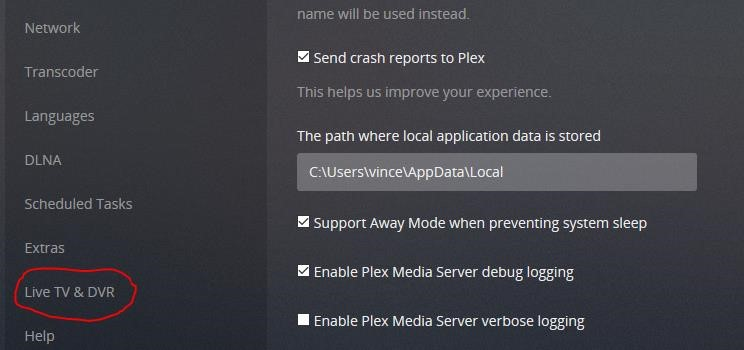 Network
Transcoder
Languages
DLNA
Scheduled Tasks
Extras
Live TV & DVR
Help
name will be used instead.
Send crash reports to Plex
This helps us improve your experience.
The path where local application data is stored
C:\Users\vince\AppData\Local
Support Away Mode when preventing system sleep
Enable Plex Media Server debug logging
Enable Plex Media Server verbose logging